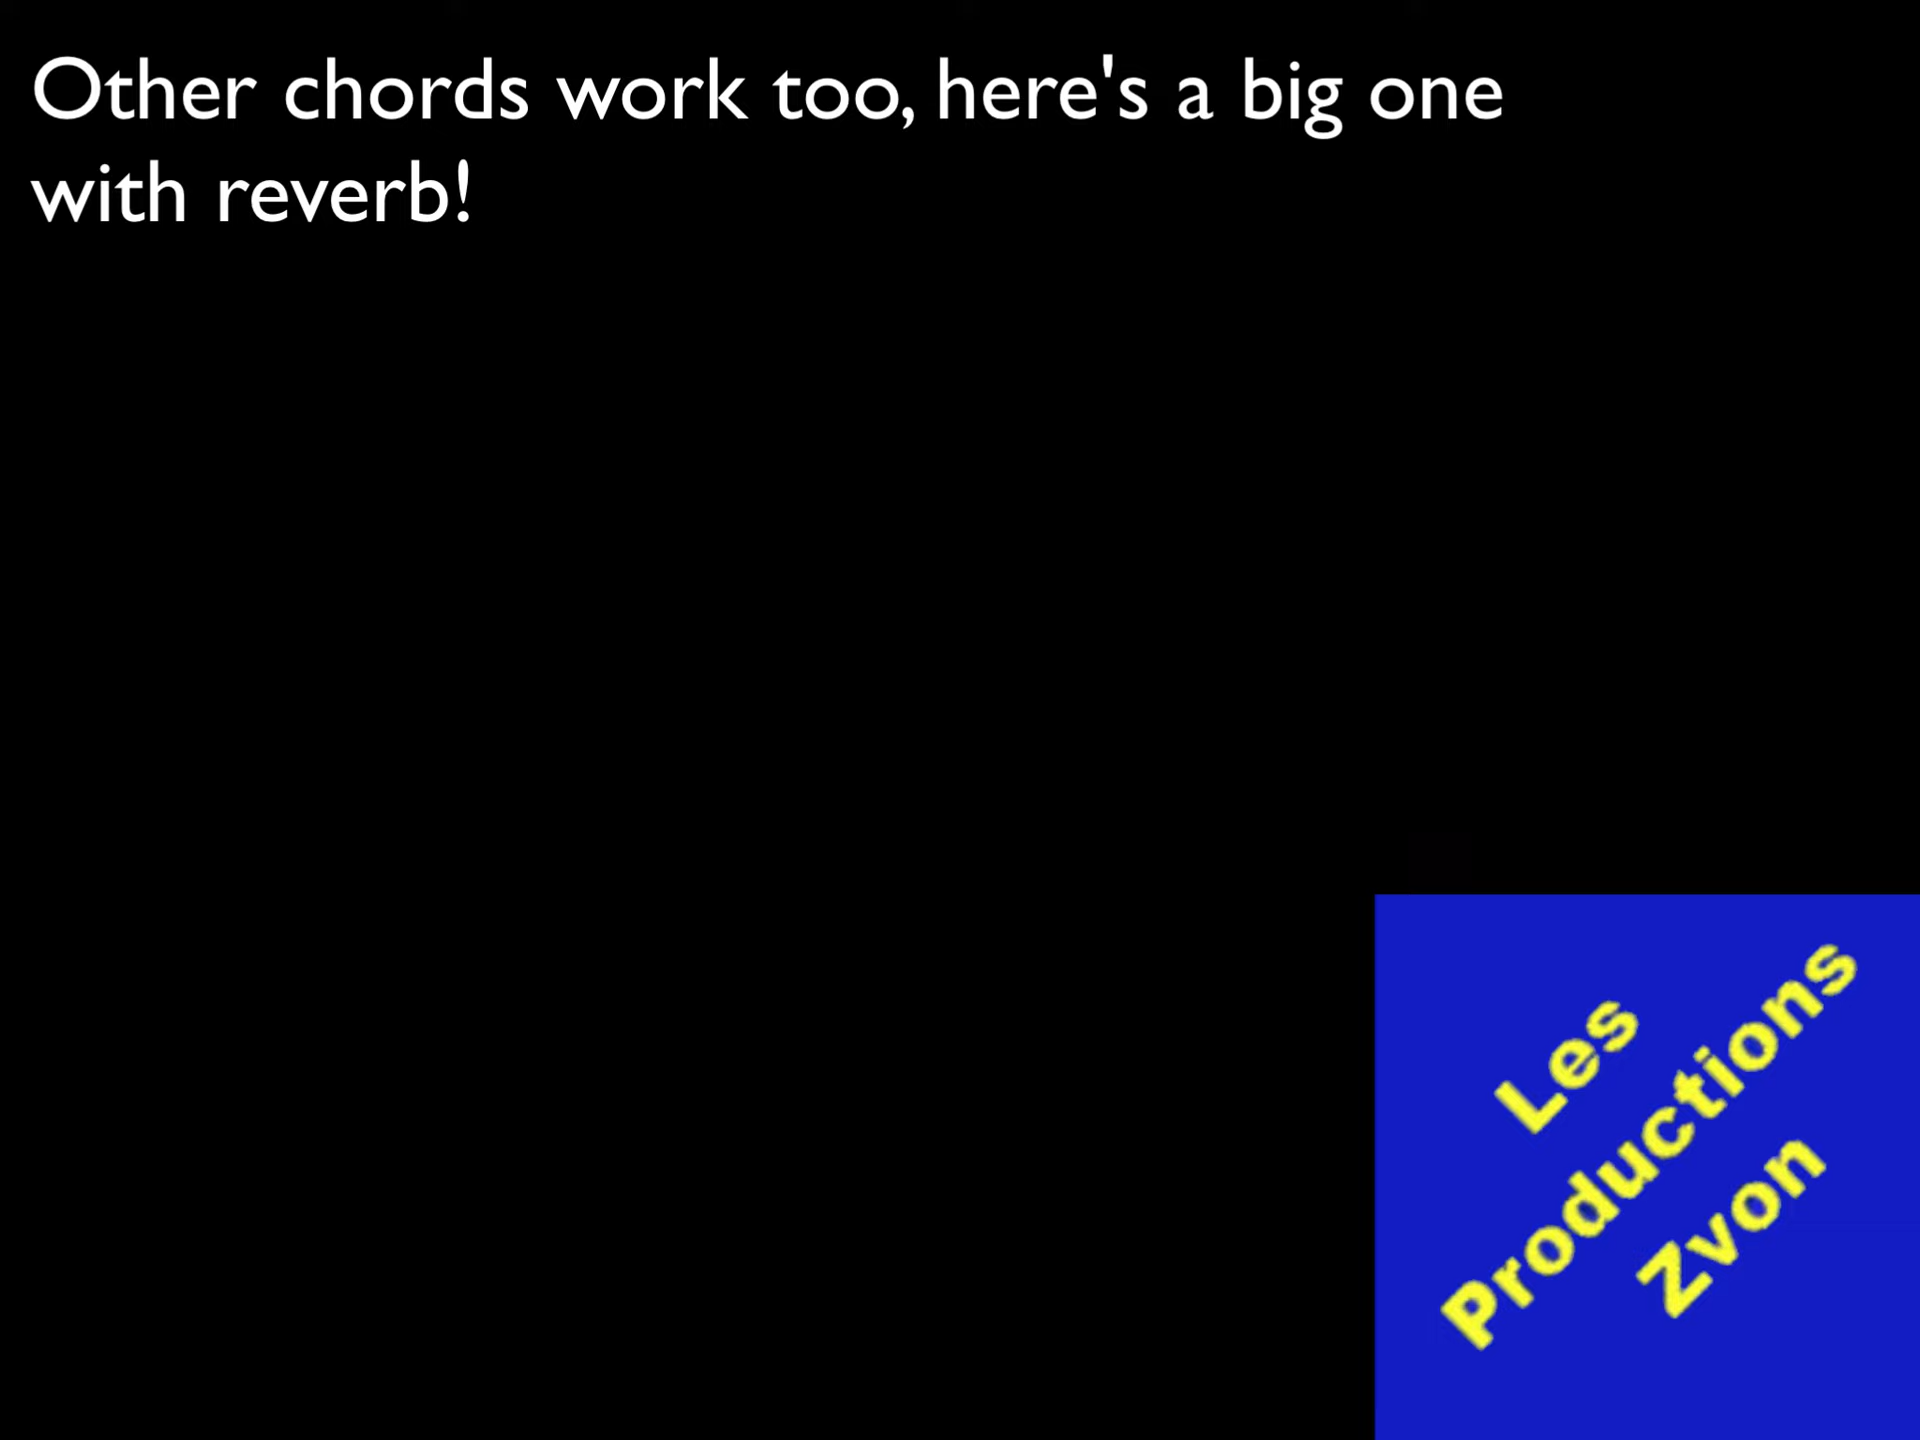 Other chords work too, here's a big one
with reverb!
Les
Productions
Zvon